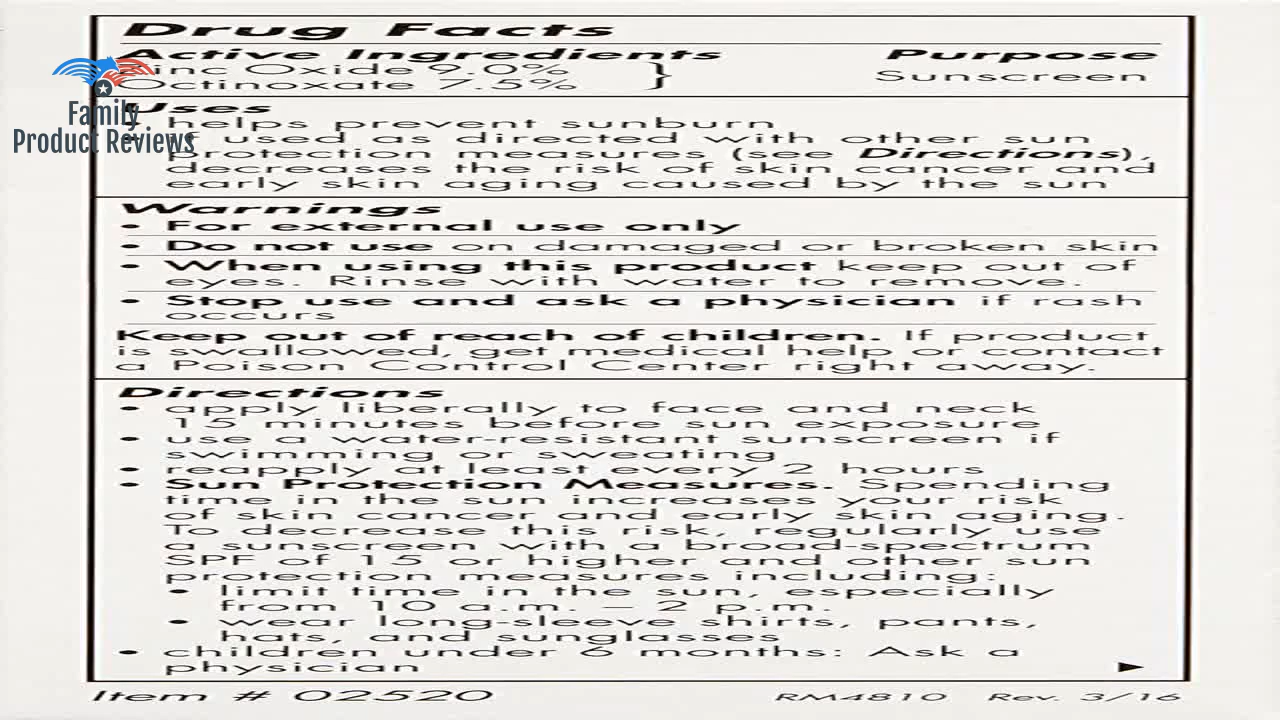 Drug Facts
Active Ingredients Purpose
Zinc Oxide 9.0% } Sunscreen
Octinoxate 7.5%
Family
Product Reviews
Uses
• helps prevent sunburn
• if used as directed with other sun
protection measures (see Directions),
decreases the risk of skin cancer and
early skin aging caused by the sun
Warnings
• For external use only
• Do not use on damaged or broken skin
• When using this product keep out of
eyes. Rinse with water to remove.
• Stop use and ask a physician if rash
occurs
Keep out of reach of children. If product
is swallowed, get medical help or contact
a Poison Control Center right away.
Directions
• apply liberally to face and neck
15 minutes before sun exposure
• use a water-resistant sunscreen if
swimming or sweating
• reapply at least every 2 hours
• Sun Protection Measures. Spending
time in the sun increases your risk
of skin cancer and early skin aging.
To decrease this risk, regularly use
a sunscreen with a broad-spectrum
SPF of 15 or higher and other sun
protection measures including:
• limit time in the sun, especially
from 10 a.m. – 2 p.m.
• wear long-sleeve shirts, pants,
hats, and sunglasses
• children under 6 months: Ask a
physician
Item # 02520 RM4810 Rev. 3/16